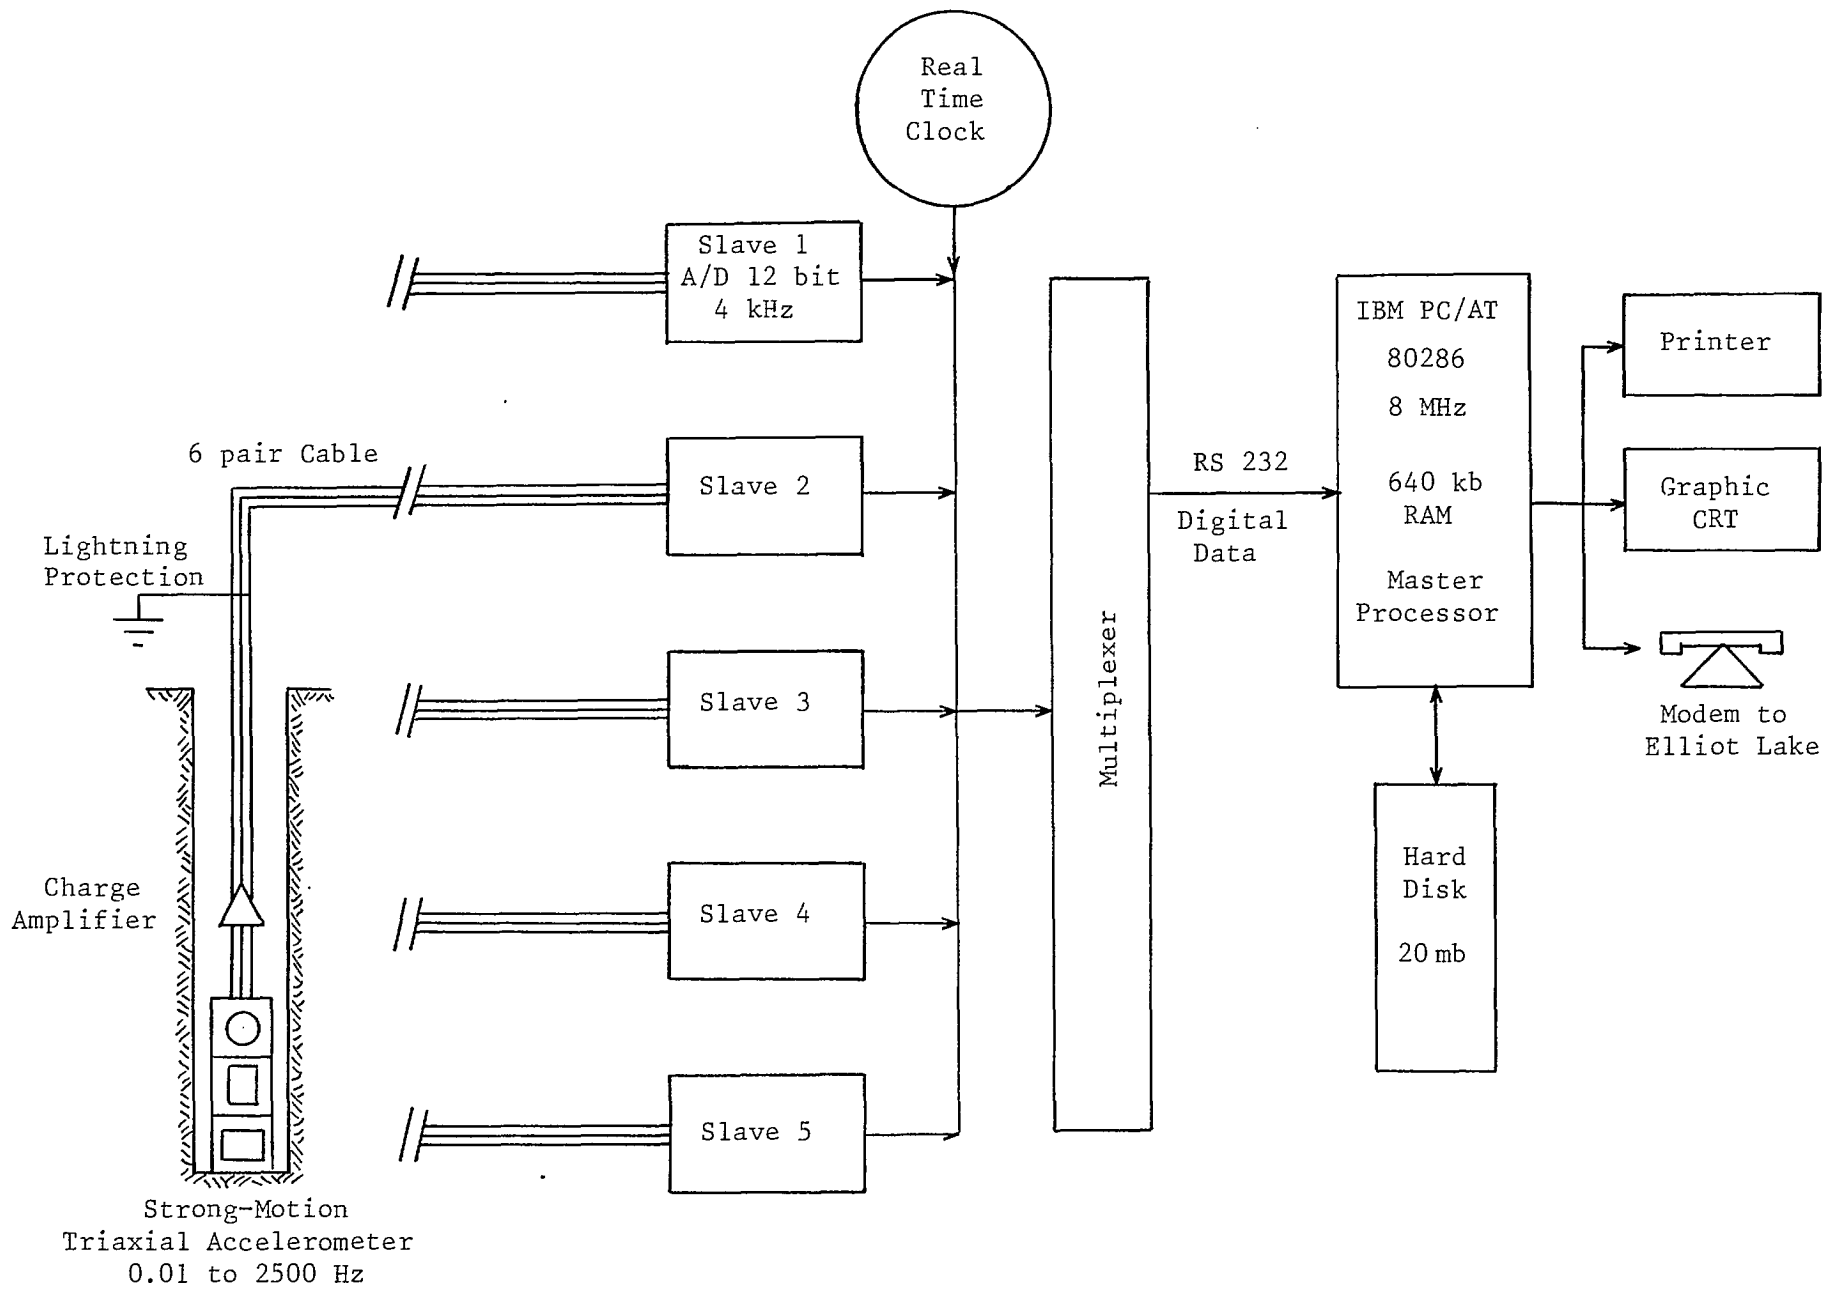 Real
Time
Clock
Slave 1
A/D 12 bit
4 kHz
6 pair Cable
Slave 2
Lightning
Protection
Slave 3
Charge
Amplifier
Slave 4
Slave 5
Strong-Motion
Triaxial Accelerometer
0.01 to 2500 Hz
Multiplexer
RS 232
Digital
Data
IBM PC/AT
80286
8 MHz
640 kb
RAM
Master
Processor
Hard
Disk
20 mb
Printer
Graphic
CRT
Modem to
Elliot Lake